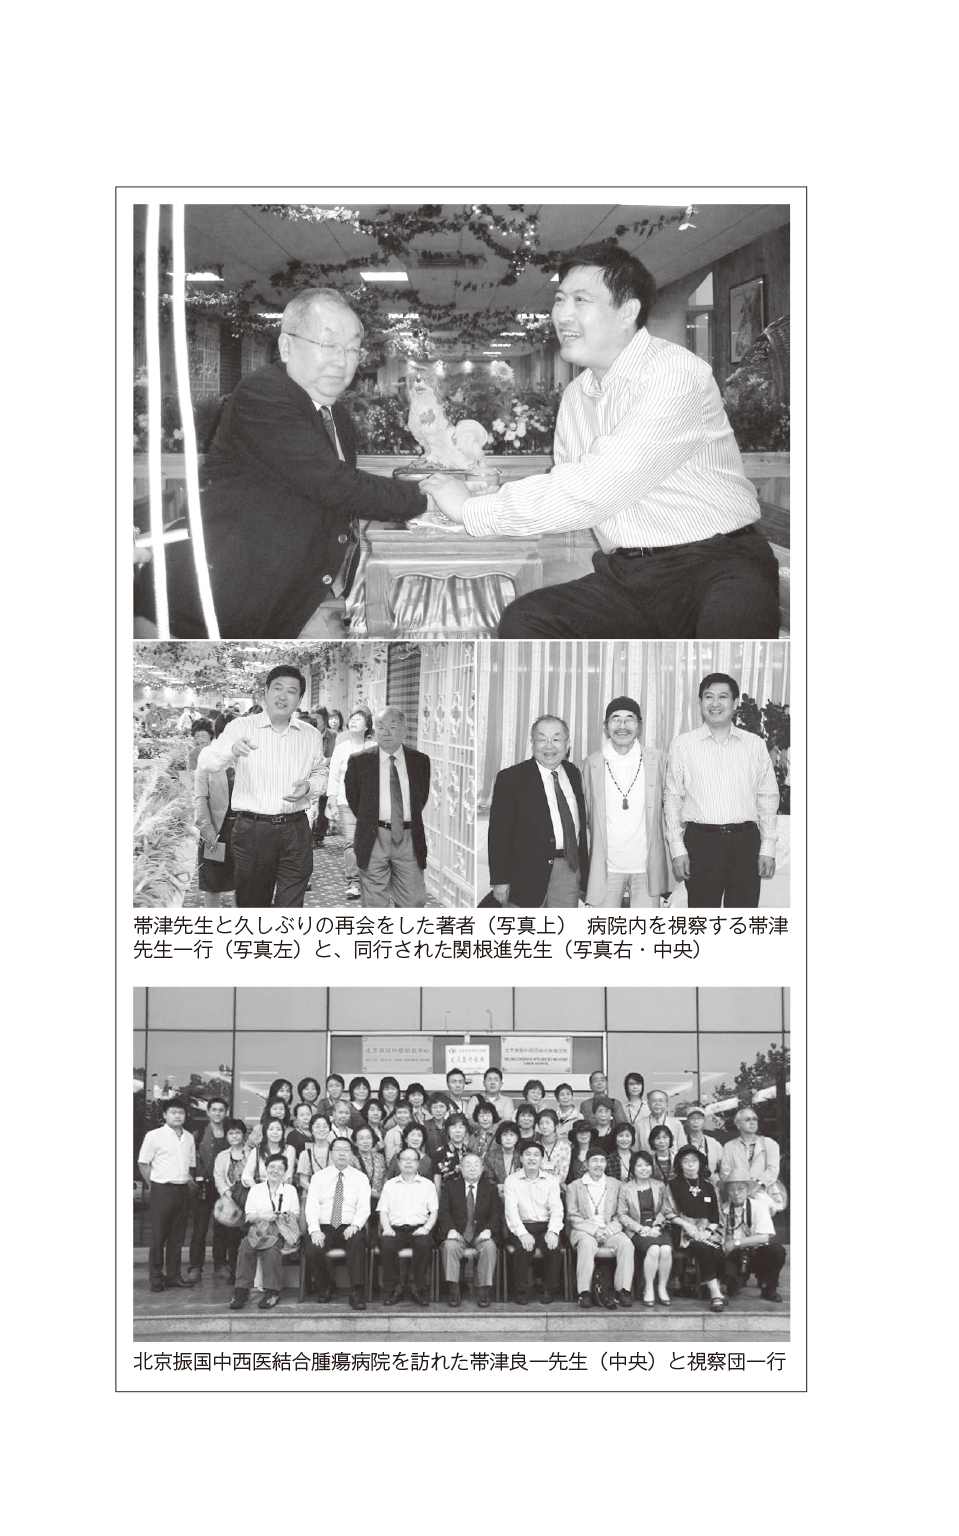 帯津先生と久しぶりの再会をした著者（写真上）　病院内を視察する帯津
先生一行（写真左）と、同行された関根進先生（写真右・中央）
北京振国中西医結合腫瘍病院を訪れた帯津良一先生（中央）と視察団一行